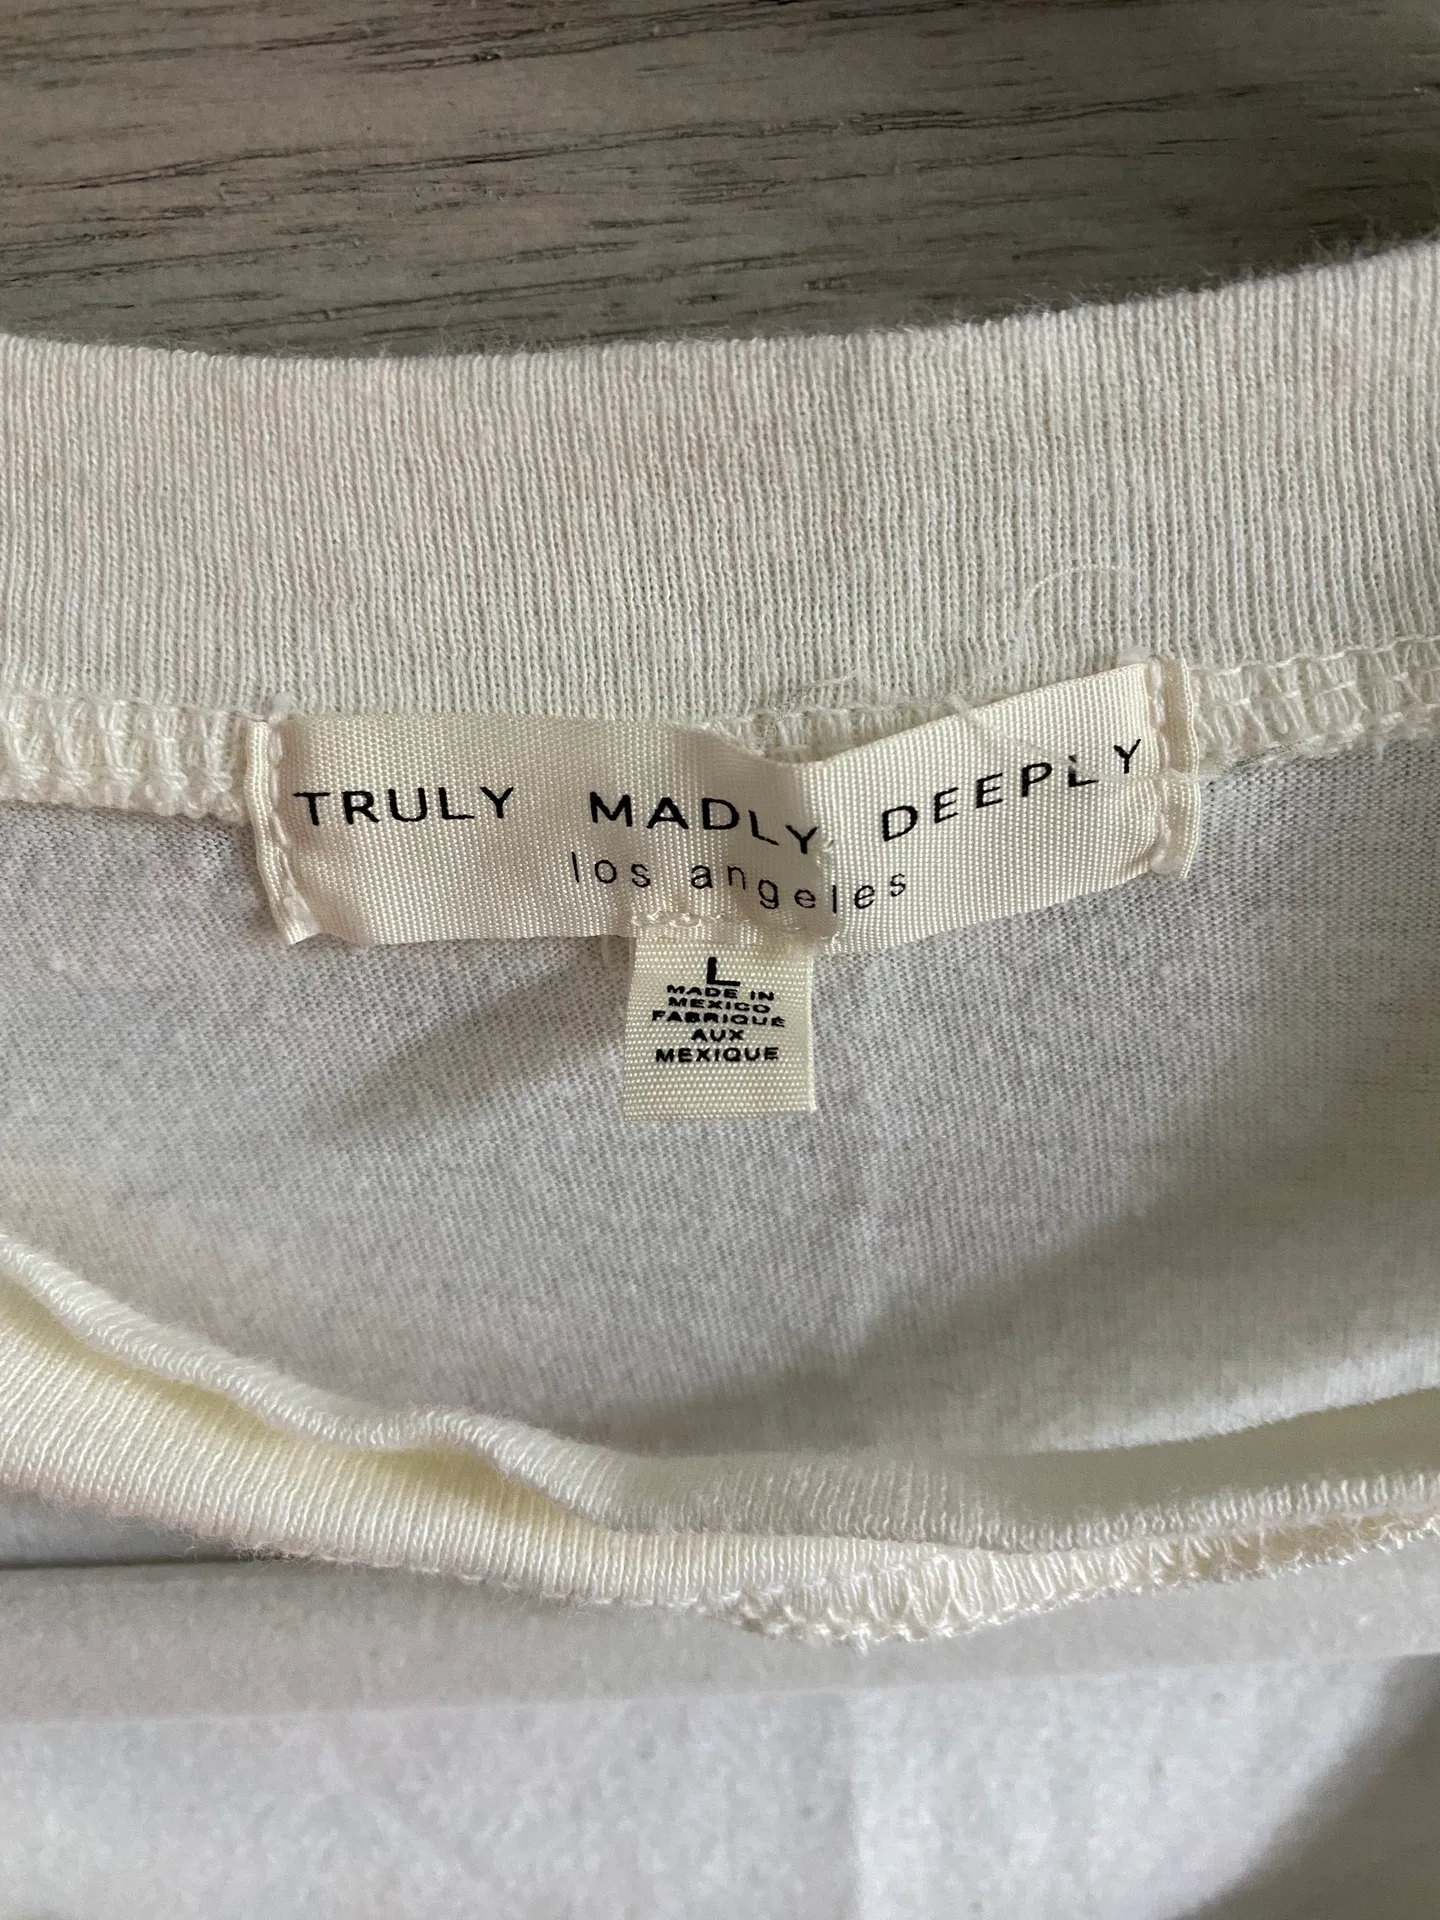 TRULY MADLY DEEPLY
los angeles
L
MADE IN
MEXICO
FABRIQUÉ
AUX
MEXIQUE